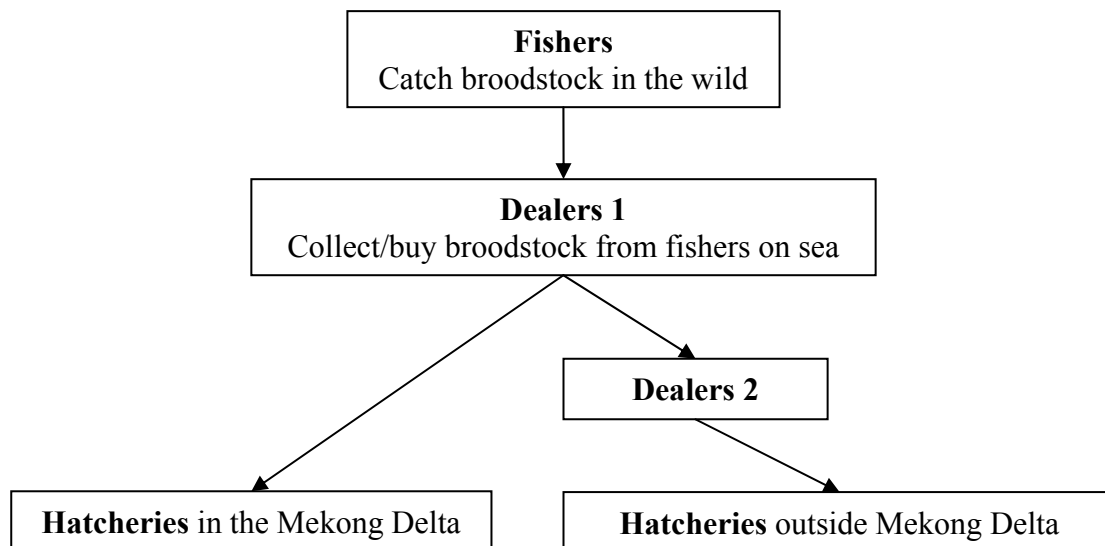 Fishers
Catch broodstock in the wild
Dealers 1
Collect/buy broodstock from fishers on sea
Dealers 2
Hatcheries in the Mekong Delta
Hatcheries outside Mekong Delta